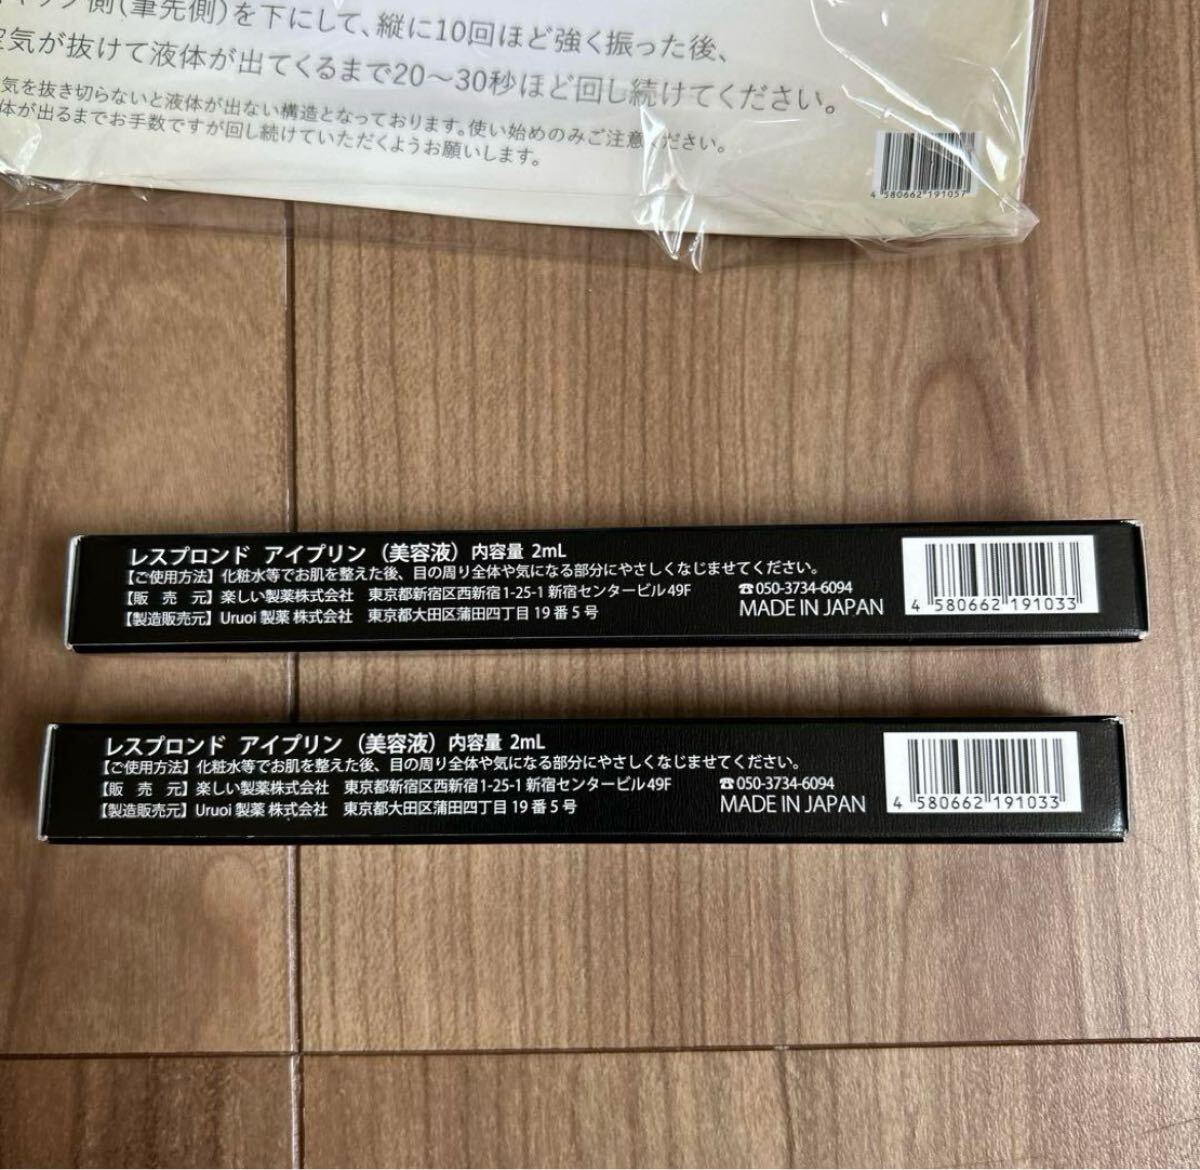 側(筆先側)を下にして、縦に10回ほど強く振った後、
空気が抜けて液体が出てくるまで20〜30秒ほど回し続けてください。
気を抜き切らないと液体が出ない構造となっております。使い始めのみご注意ください。
体が出るまでお手数ですが回し続けていただくようお願いします。
4 580662 191057
レスプロンド アイプリン（美容液）内容量 2mL
【ご使用方法】化粧水等でお肌を整えた後、目の周り全体や気になる部分にやさしくなじませてください。
【販 売 元】楽しい製薬株式会社 東京都新宿区西新宿1-25-1 新宿センタービル49F ☎050-3734-6094
【製造販売元】Uruoi 製薬 株式会社 東京都大田区蒲田四丁目 19 番 5 号 MADE IN JAPAN
4 580662 191033
レスプロンド アイプリン（美容液）内容量 2mL
【ご使用方法】化粧水等でお肌を整えた後、目の周り全体や気になる部分にやさしくなじませてください。
【販 売 元】楽しい製薬株式会社 東京都新宿区西新宿1-25-1 新宿センタービル49F ☎050-3734-6094
【製造販売元】Uruoi 製薬 株式会社 東京都大田区蒲田四丁目 19 番 5 号 MADE IN JAPAN
4 580662 191033